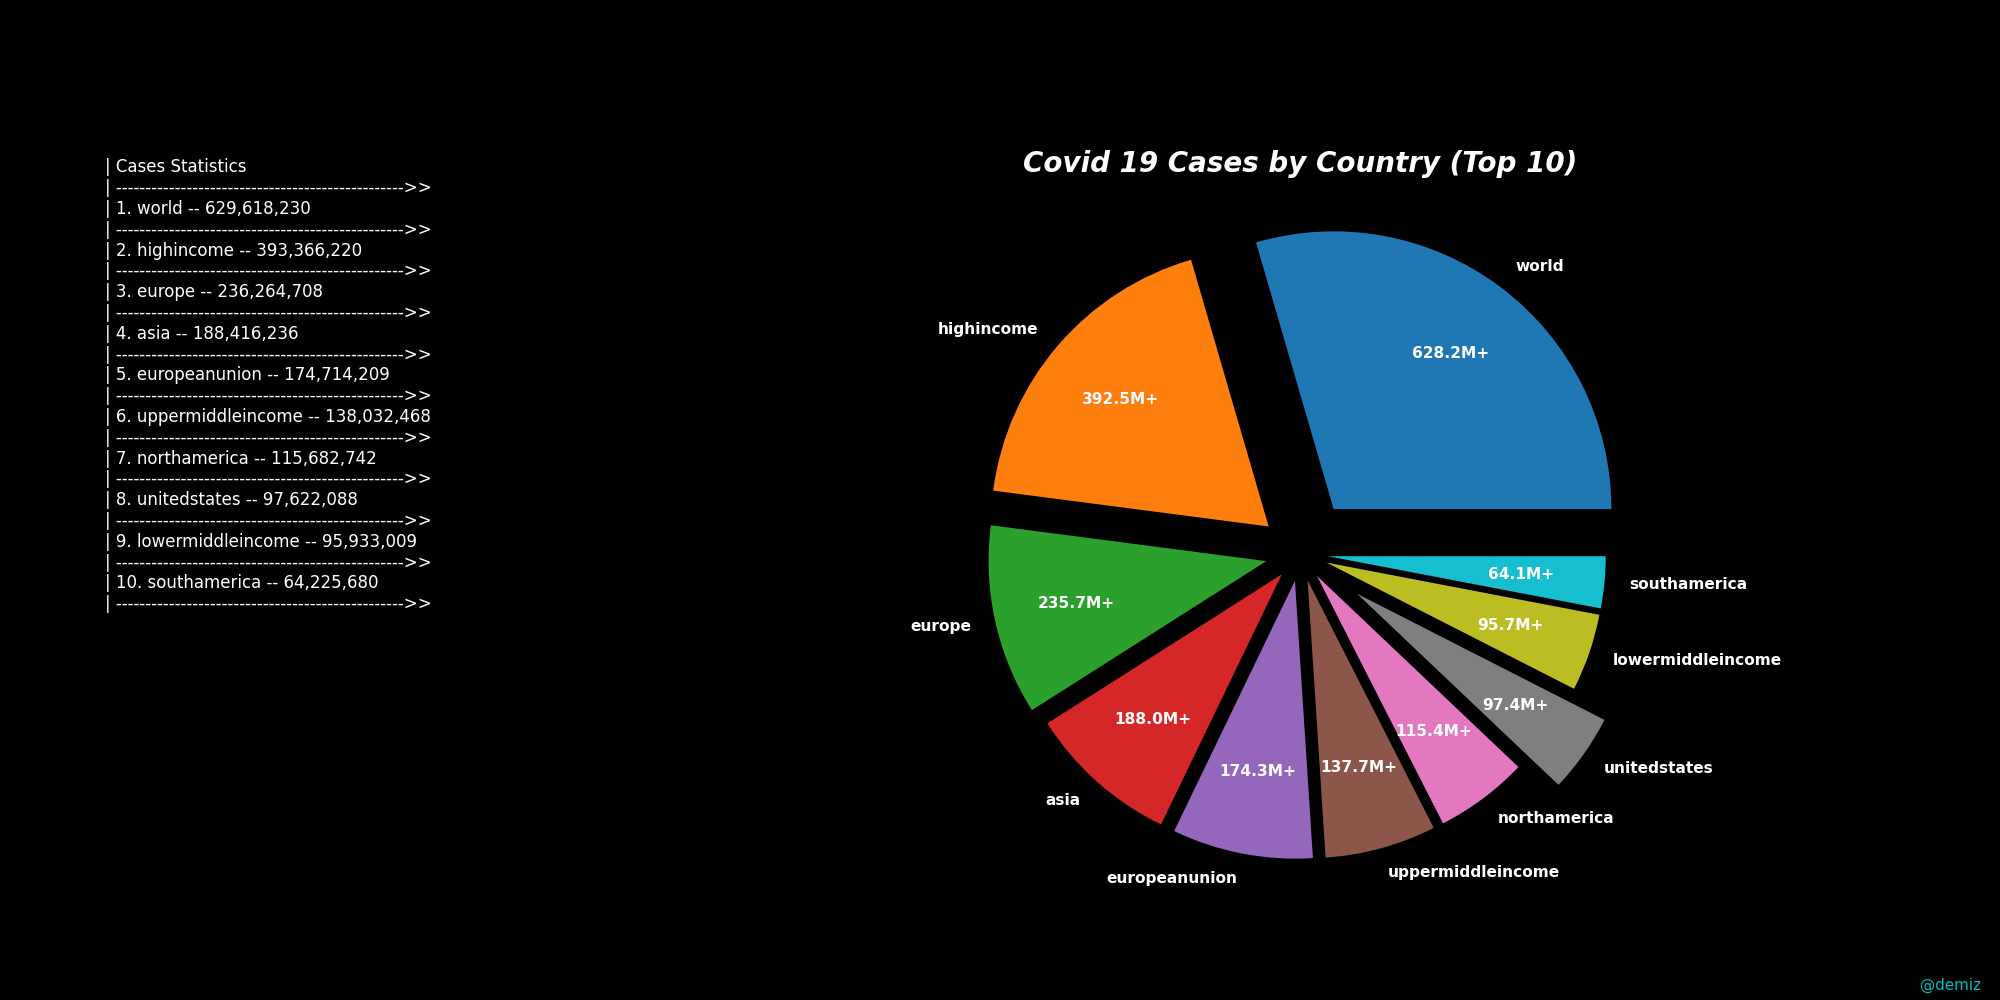 | Cases Statistics
| ------------------------------------------------->>
| 1. world -- 629,618,230
| ------------------------------------------------->>
| 2. highincome -- 393,366,220
| ------------------------------------------------->>
| 3. europe -- 236,264,708
| ------------------------------------------------->>
| 4. asia -- 188,416,236
| ------------------------------------------------->>
| 5. europeanunion -- 174,714,209
| ------------------------------------------------->>
| 6. uppermiddleincome -- 138,032,468
| ------------------------------------------------->>
| 7. northamerica -- 115,682,742
| ------------------------------------------------->>
| 8. unitedstates -- 97,622,088
| ------------------------------------------------->>
| 9. lowermiddleincome -- 95,933,009
| ------------------------------------------------->>
| 10. southamerica -- 64,225,680
| ------------------------------------------------->>
Covid 19 Cases by Country (Top 10)
world
628.2M+
highincome
392.5M+
europe
235.7M+
asia
188.0M+
europeanunion
174.3M+
uppermiddleincome
137.7M+
northamerica
115.4M+
unitedstates
97.4M+
lowermiddleincome
95.7M+
southamerica
64.1M+
@demiz